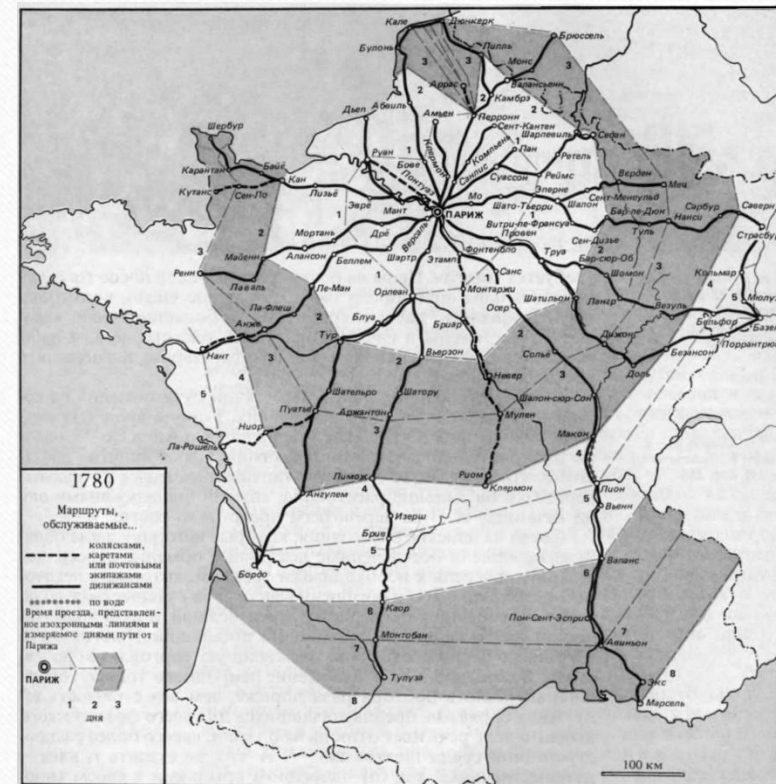 Кале
Дюнкерк
Булонь
Лилль
Брюссель
Монс
Аррас
Валансьенн
Камбрэ
Абвиль
Перронн
Дьеп
Амьен
Сент-Кантен
Шарлевиль
Седан
Шербур
Руан
Бове
Клермон
Компьень
Лан
Ретель
Карантан
Байё
Кан
Понтуаз
Санлис
Суассон
Реймс
Верден
Кутанс
Сен-Ло
Лизьё
Эвре
Мант
Мо
Эперне
Сент-Менгульд
Мец
ПАРИЖ
Шато-Тьерри
Шалон
Бар-ле-Дюк
Сарбур
Саверн
Версаль
Витри-ле-Франсуа
Нанси
Мортань
Дрё
Провен
Туль
Страсбург
Майенн
Алансон
Беллем
Шартр
Этамп
Фонтенбло
Труа
Сен-Дизье
Бар-сюр-Об
Ренн
Лаваль
Ле-Ман
Орлеан
Монтаржи
Санс
Шомон
Кольмар
Осер
Шатильон
Лангр
Мюлуз
Ла-Флеш
Анже
Блуа
Бриар
Везуль
Бельфор
Базель
Нант
Тур
Вьерзон
Сольё
Дижон
Безансон
Поррантрюи
Доль
Шательро
Шатору
Невер
Шалон-сюр-Сон
Пуатье
Аржантон
Мулен
Ниор
Макон
Ла-Рошель
Лимож
Риом
Клермон
Лион
Ангулем
Изерш
Вьенн
Брив
Бордо
Валанс
Каор
Пон-Сент-Эспри
Монтобан
Авиньон
Тулуза
Экс
Марсель
1780
Маршруты,
обслуживаемые...
колясками,
каретами
или почтовыми
экипажами
дилижансами
по воде
Время проезда, представлен-
ное изохронными линиями и
измеряемое днями пути от
Парижа
ПАРИЖ
1 2 3
дня
100 км